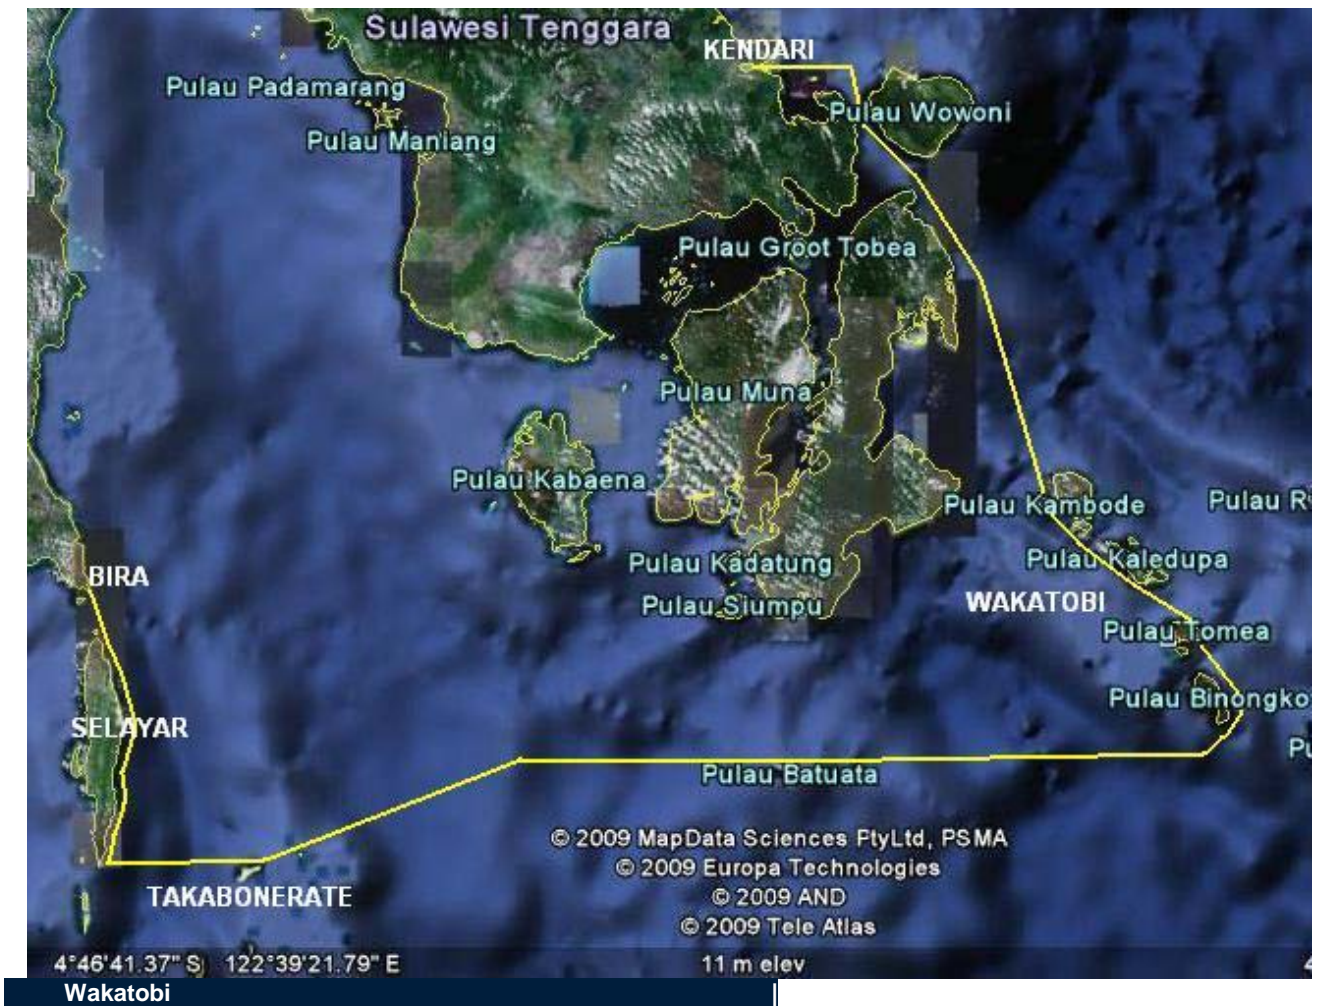 Sulawesi Tenggara
KENDARI
Pulau Padamarang
Pulau Wowoni
Pulau Maniang
Pulau Groot Tobea
Pulau Muna
Pulau Kabaena
Pulau Kambode
Pulau R
Pulau Kadatung
Pulau Kaledupa
BIRA
Pulau Siumpu
WAKATOBI
Pulau Tomea
Pulau Binongko
SELAYAR
Pu
Pulau Batuata
© 2009 MapData Sciences PtyLtd, PSMA
© 2009 Europa Technologies
TAKABONERATE
© 2009 AND
© 2009 Tele Atlas
4°46'41.37" S 122°39'21.79" E 11 m elev 4
Wakatobi